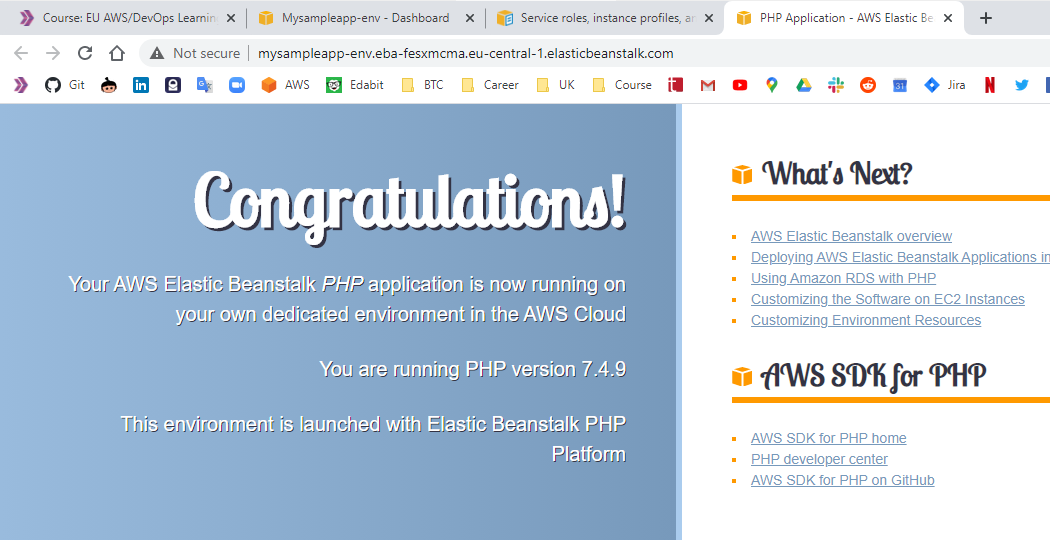 Course: EU AWS/DevOps Learnin
Mysampleapp-env - Dashboard
Service roles, instance profiles, an
PHP Application - AWS Elastic Be
Not secure
mysampleapp-env.eba-fesxmcma.eu-central-1.elasticbeanstalk.com
Git
AWS
Edabit
BTC
Career
UK
Course
Jira
Congratulations!
Your AWS Elastic Beanstalk PHP application is now running on
your own dedicated environment in the AWS Cloud
You are running PHP version 7.4.9
This environment is launched with Elastic Beanstalk PHP
Platform
What's Next?
AWS Elastic Beanstalk overview
Deploying AWS Elastic Beanstalk Applications in
Using Amazon RDS with PHP
Customizing the Software on EC2 Instances
Customizing Environment Resources
AWS SDK for PHP
AWS SDK for PHP home
PHP developer center
AWS SDK for PHP on GitHub